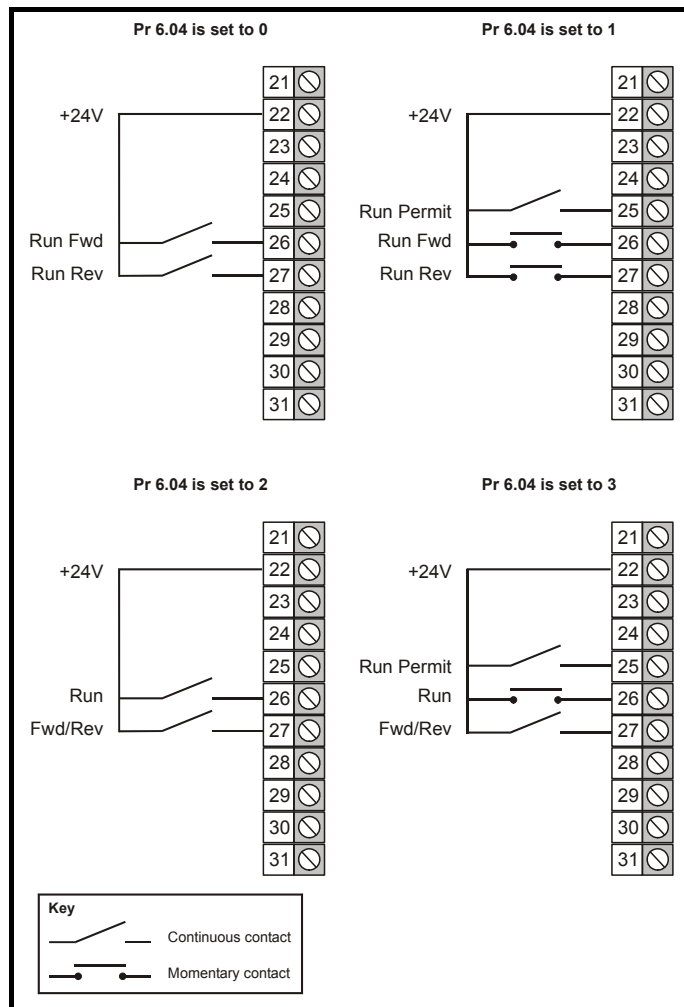 Pr 6.04 is set to 0
21
+24V 22
23
24
25
Run Fwd 26
Run Rev 27
28
29
30
31
Pr 6.04 is set to 1
21
+24V 22
23
24
Run Permit 25
Run Fwd 26
Run Rev 27
28
29
30
31
Pr 6.04 is set to 2
21
+24V 22
23
24
25
Run 26
Fwd/Rev 27
28
29
30
31
Pr 6.04 is set to 3
21
+24V 22
23
24
Run Permit 25
Run 26
Fwd/Rev 27
28
29
30
31
Key
Continuous contact
Momentary contact